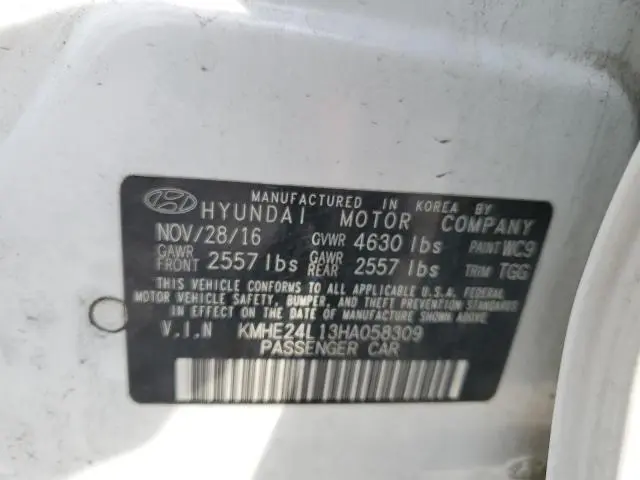 MANUFACTURED IN KOREA BY
HYUNDAI MOTOR COMPANY
NOV/28/16 GVWR 4630 lbs PAINT WC9
GAWR FRONT 2557 lbs GAWR REAR 2557 lbs TRIM TGG
THIS VEHICLE CONFORMS TO ALL APPLICABLE U.S.A. FEDERAL
MOTOR VEHICLE SAFETY, BUMPER, AND THEFT PREVENTION STANDARDS
IN EFFECT ON THE DATE OF MANUFACTURE SHOWN ABOVE.
V.I.N KMHE24L13HA058309
PASSENGER CAR